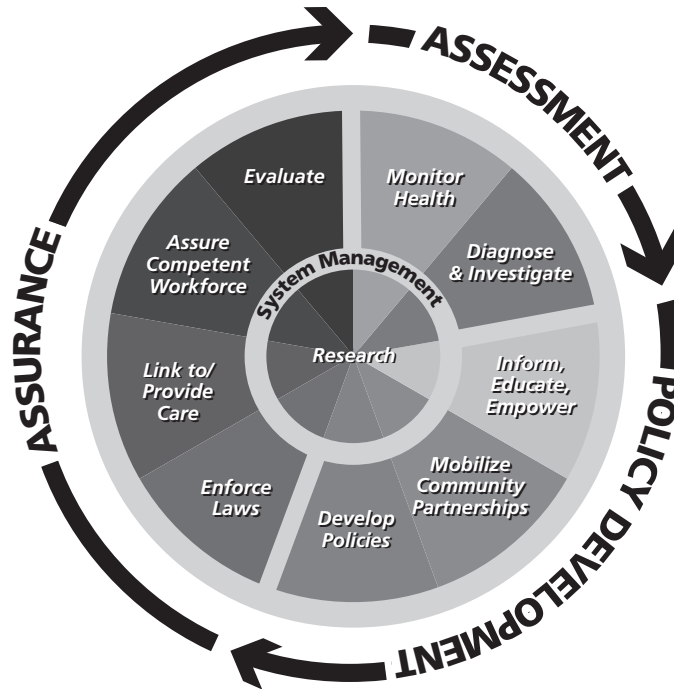 ASSESSMENT
POLICY DEVELOPMENT
ASSURANCE
Monitor
Health
Diagnose
& Investigate
Inform,
Educate,
Empower
Mobilize
Community
Partnerships
Develop
Policies
Enforce
Laws
Link to/
Provide
Care
Assure
Competent
Workforce
Evaluate
System Management
Research